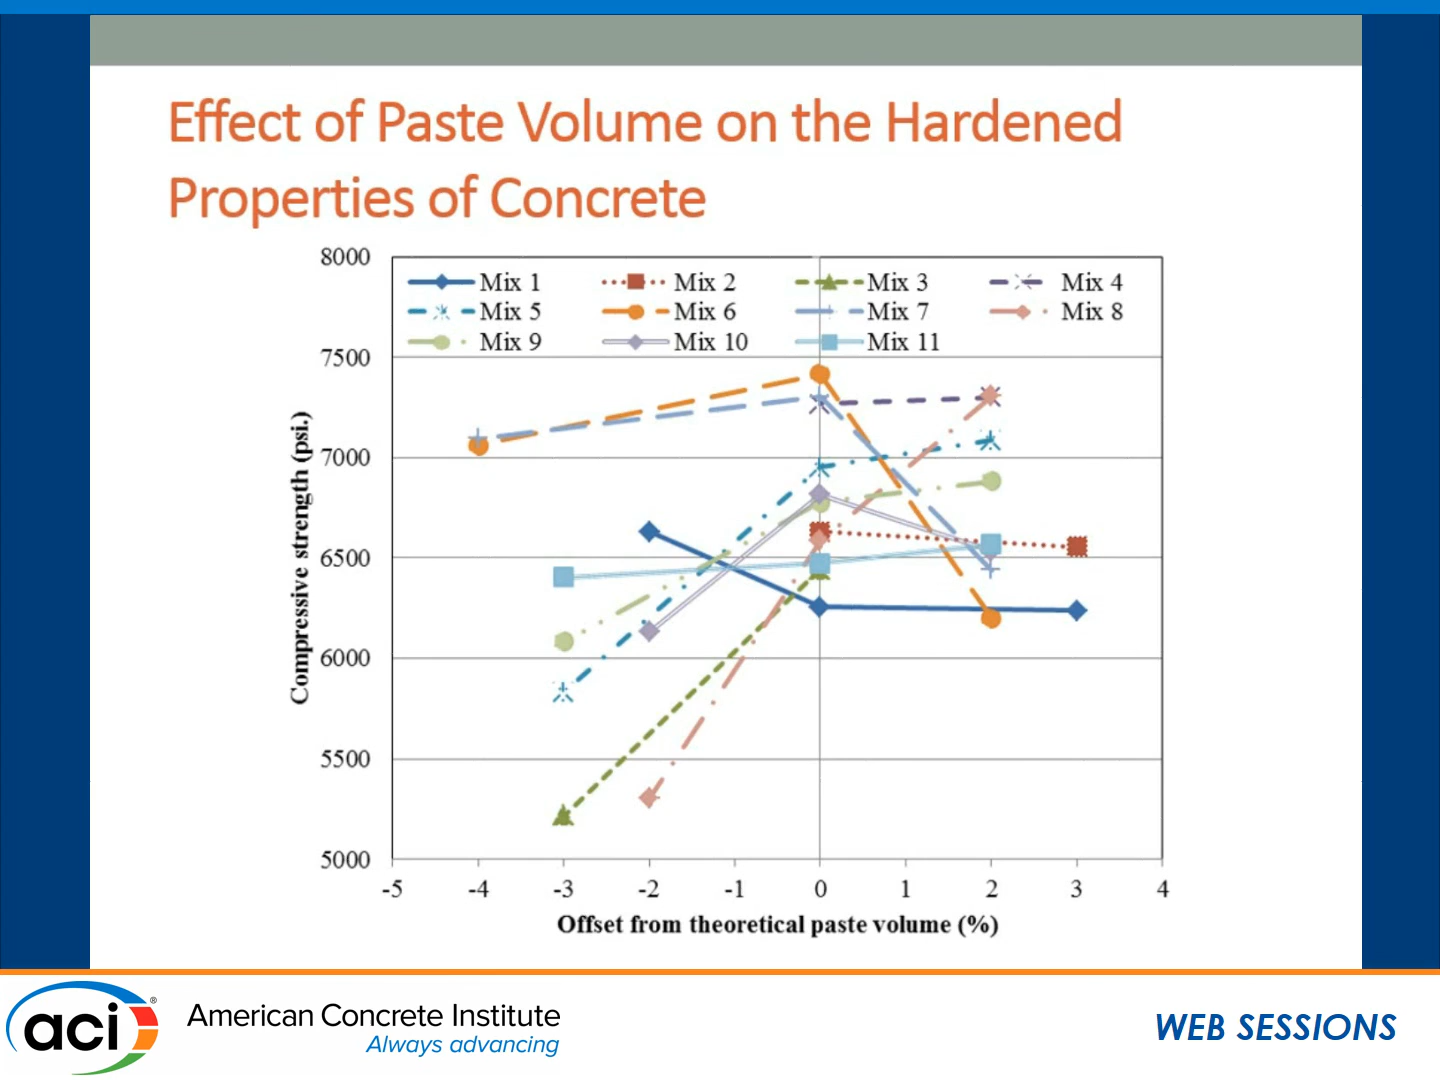 Effect of Paste Volume on the Hardened
Properties of Concrete
8000
7500
7000
6500
6000
5500
5000
Compressive strength (psi.)
Mix 1 Mix 2 Mix 3 Mix 4
Mix 5 Mix 6 Mix 7 Mix 8
Mix 9 Mix 10 Mix 11
-5 -4 -3 -2 -1 0 1 2 3 4
Offset from theoretical paste volume (%)
aci®
American Concrete Institute
Always advancing
WEB SESSIONS